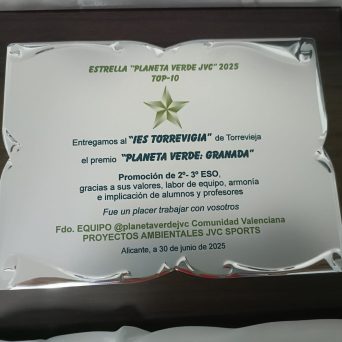 ESTRELLA "PLANETA VERDE JVC" 2025
TOP-10
Entregamos al "IES TORREVIGIA" de Torrevieja
el premio "PLANETA VERDE: GRANADA"
Promoción de 2º- 3º ESO,
gracias a sus valores, labor de equipo, armonía
e implicación de alumnos y profesores
Fue un placer trabajar con vosotros
Fdo. EQUIPO @planetaverdejvc Comunidad Valenciana
PROYECTOS AMBIENTALES JVC SPORTS
Alicante, a 30 de junio de 2025